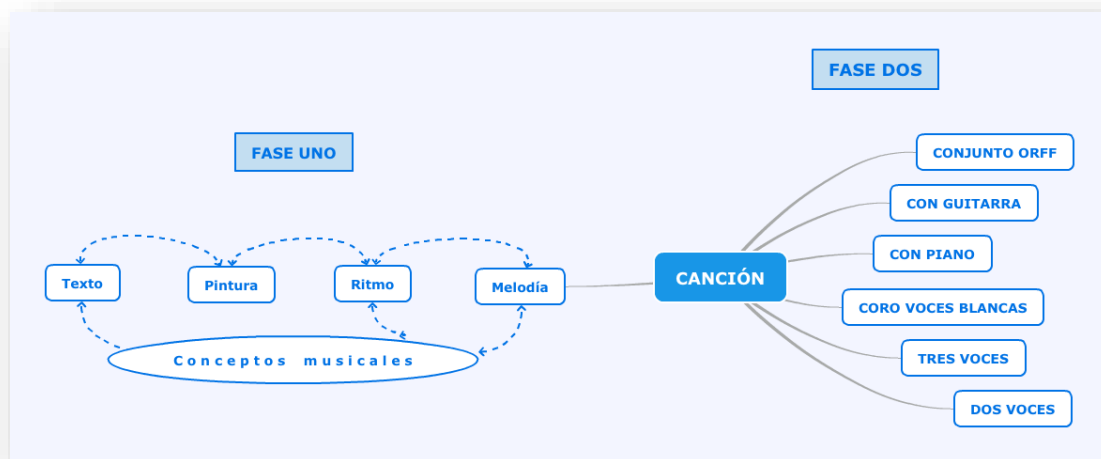 FASE DOS
FASE UNO
CONJUNTO ORFF
CON GUITARRA
CON PIANO
CANCIÓN
Texto
Pintura
Ritmo
Melodía
CORO VOCES BLANCAS
Conceptos musicales
TRES VOCES
DOS VOCES